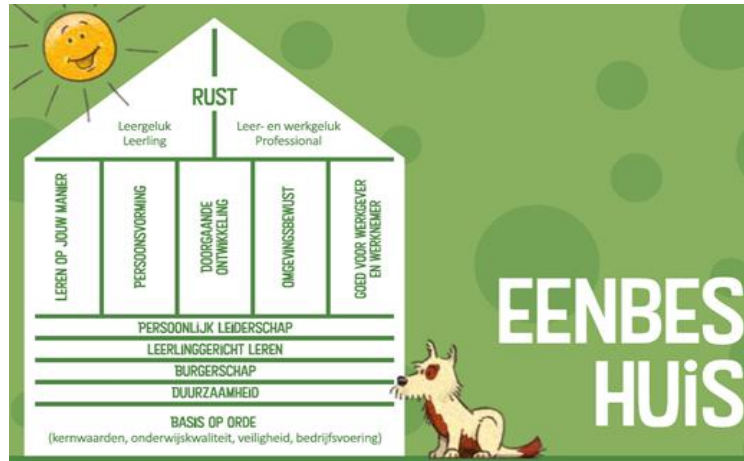 RUST
Leergeluk
Leerling
Leer- en werkgeluk
Professional
LEREN OP JOUW MANIER
PERSOONSVORMING
DOORGAANDE
ONTWIKKELING
OMGEVINGSBEWUST
GOED VOOR WERKGEVER
EN WERKNEMER
PERSOONLIJK LEIDERSCHAP
LEERLINGGERICHT LEREN
BURGERSCHAP
DUURZAAMHEID
BASIS OP ORDE
(kernwaarden, onderwijskwaliteit, veiligheid, bedrijfsvoering)
EENBES
HUiS